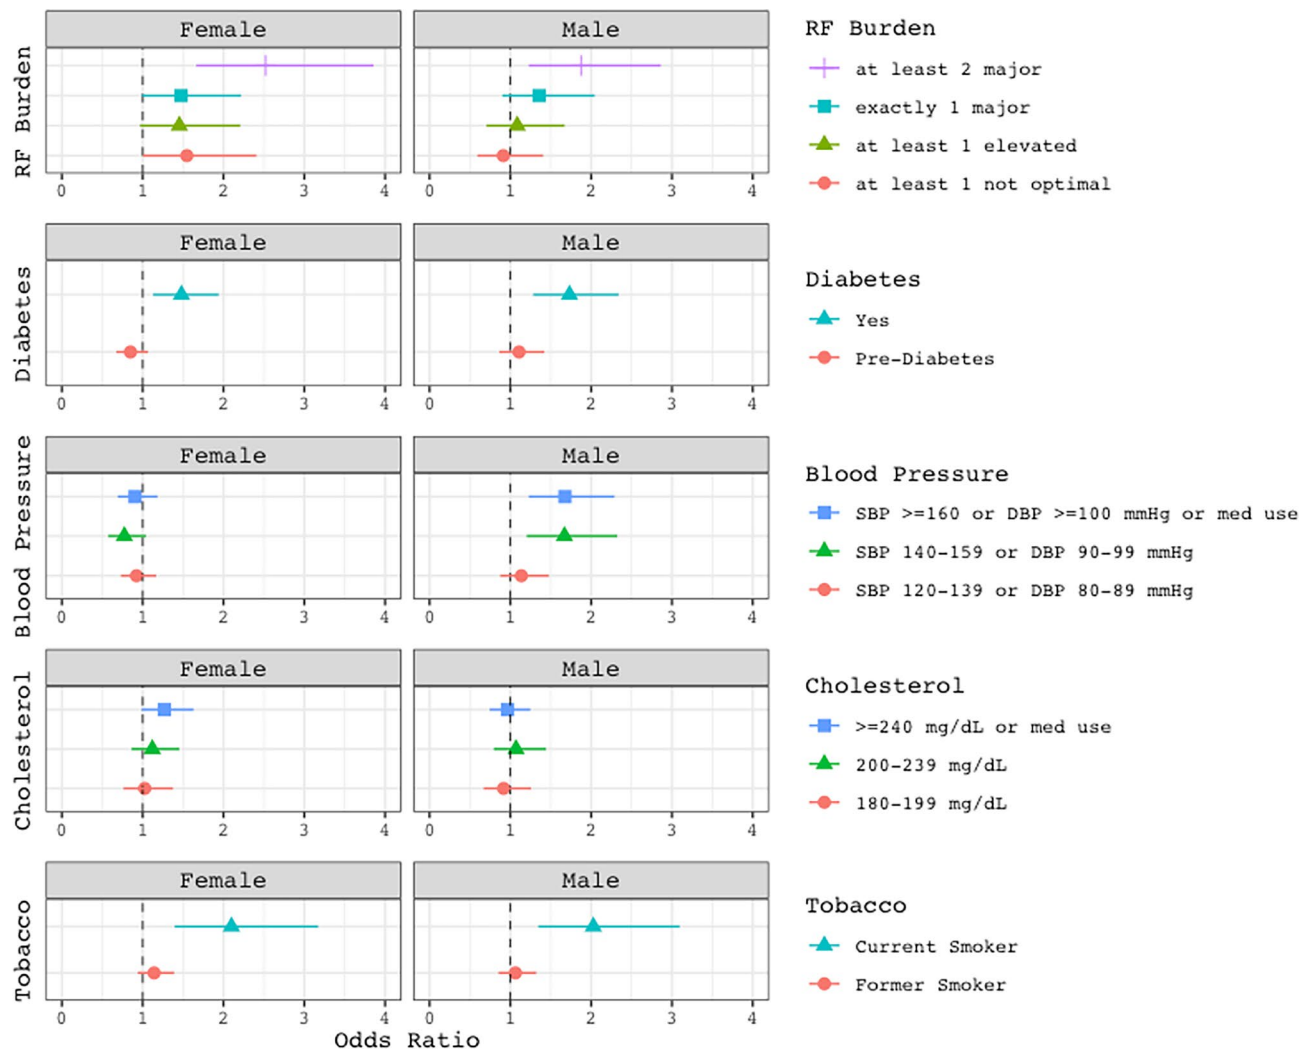 Female Male
RF Burden
0 1 2 3 4 0 1 2 3 4
RF Burden
at least 2 major
exactly 1 major
at least 1 elevated
at least 1 not optimal
Female Male
Diabetes
0 1 2 3 4 0 1 2 3 4
Diabetes
Yes
Pre-Diabetes
Female Male
Blood Pressure
0 1 2 3 4 0 1 2 3 4
Blood Pressure
SBP >=160 or DBP >=100 mmHg or med use
SBP 140-159 or DBP 90-99 mmHg
SBP 120-139 or DBP 80-89 mmHg
Female Male
Cholesterol
0 1 2 3 4 0 1 2 3 4
Cholesterol
>=240 mg/dL or med use
200-239 mg/dL
180-199 mg/dL
Female Male
Tobacco
0 1 2 3 4 0 1 2 3 4
Odds Ratio
Tobacco
Current Smoker
Former Smoker